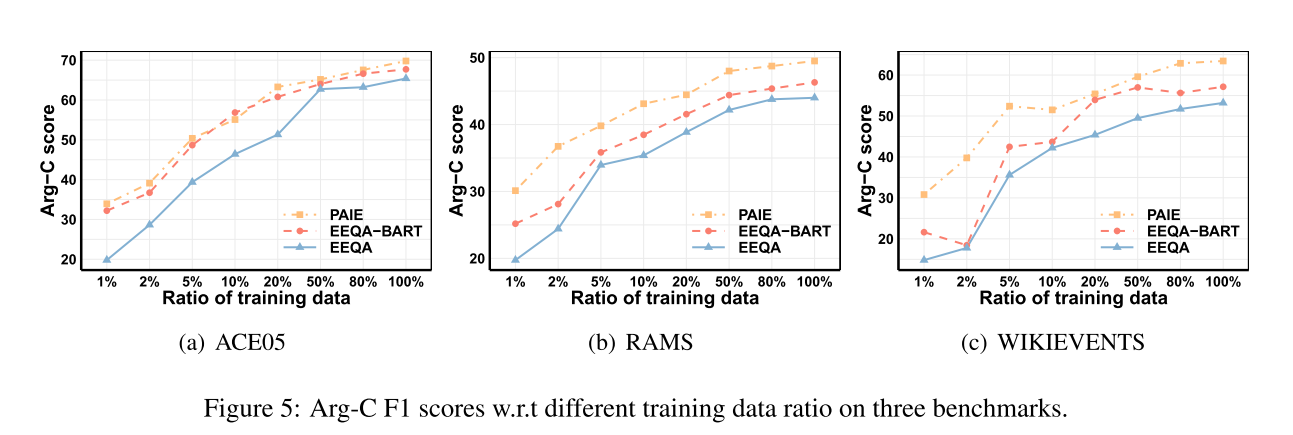 Arg−C score
70
60
50
40
30
20
PAIE
EEQA−BART
EEQA
1% 2% 5% 10% 20% 50% 80% 100%
Ratio of training data
(a) ACE05
Arg−C score
50
40
30
20
PAIE
EEQA−BART
EEQA
1% 2% 5% 10% 20% 50% 80% 100%
Ratio of training data
(b) RAMS
Arg−C score
60
50
40
30
20
PAIE
EEQA−BART
EEQA
1% 2% 5% 10% 20% 50% 80% 100%
Ratio of training data
(c) WIKIEVENTS
Figure 5: Arg-C F1 scores w.r.t different training data ratio on three benchmarks.